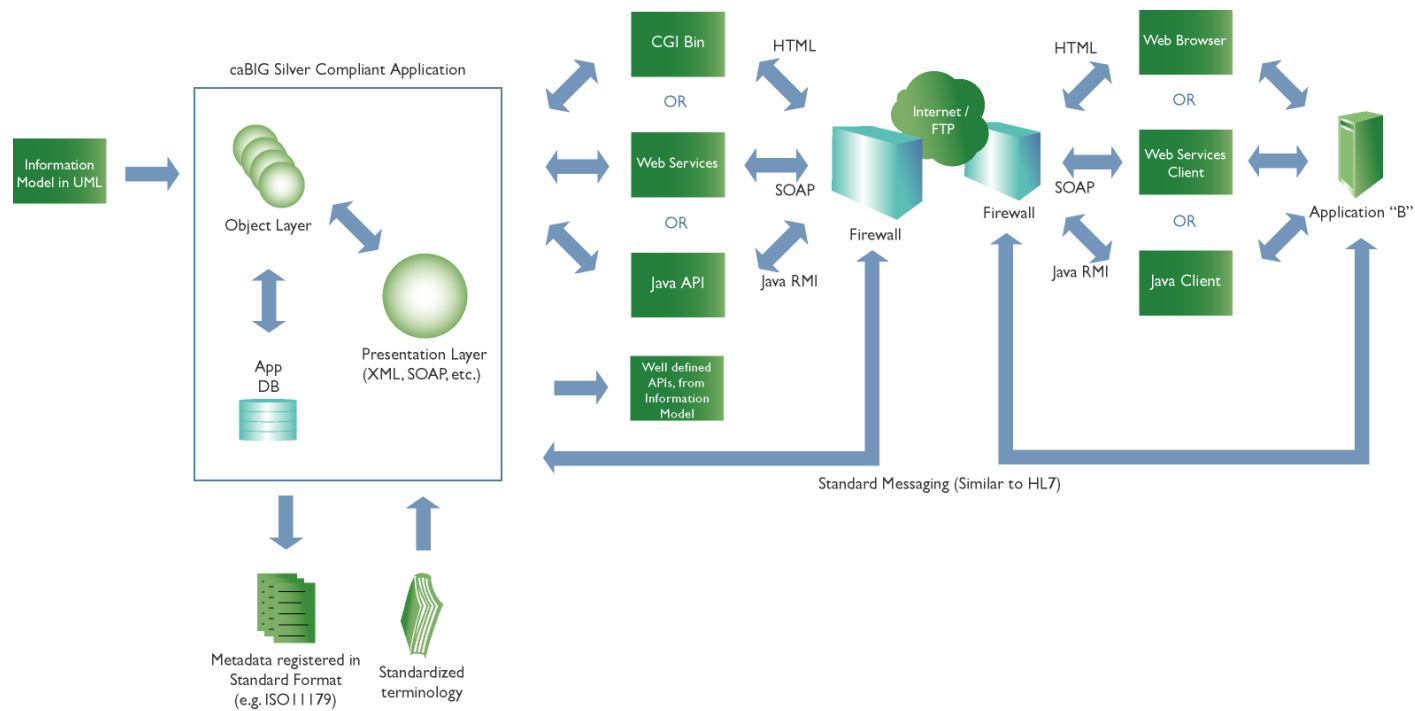 caBIG Silver Compliant Application
Information
Model in UML
Object Layer
Presentation Layer
(XML, SOAP, etc.)
App
DB
Metadata registered in
Standard Format
(e.g. ISO11179)
Standardized
terminology
CGI Bin
OR
Web Services
OR
Java API
Well defined
APIs, from
Information
Model
HTML
SOAP
Java RMI
Firewall
Internet /
FTP
Firewall
HTML
SOAP
Java RMI
Web Browser
OR
Web Services
Client
OR
Java Client
Application “B”
Standard Messaging (Similar to HL7)